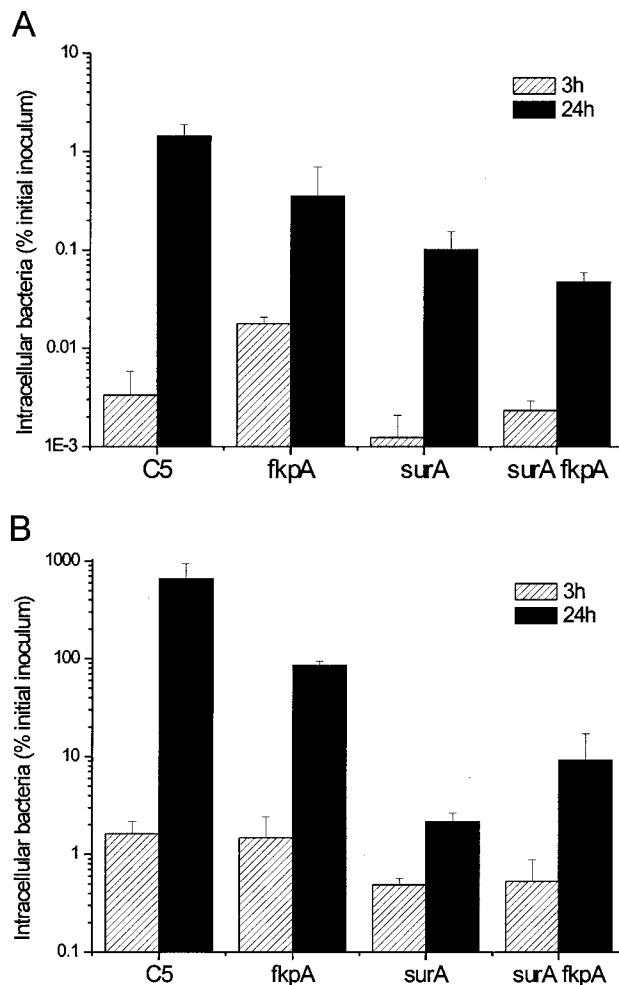 A
Intracellular bacteria (% initial inoculum)
10
1
0.1
0.01
1E-3
3h
24h
C5
fkpA
surA
surA fkpA
B
Intracellular bacteria (% initial inoculum)
1000
100
10
1
0.1
3h
24h
C5
fkpA
surA
surA fkpA